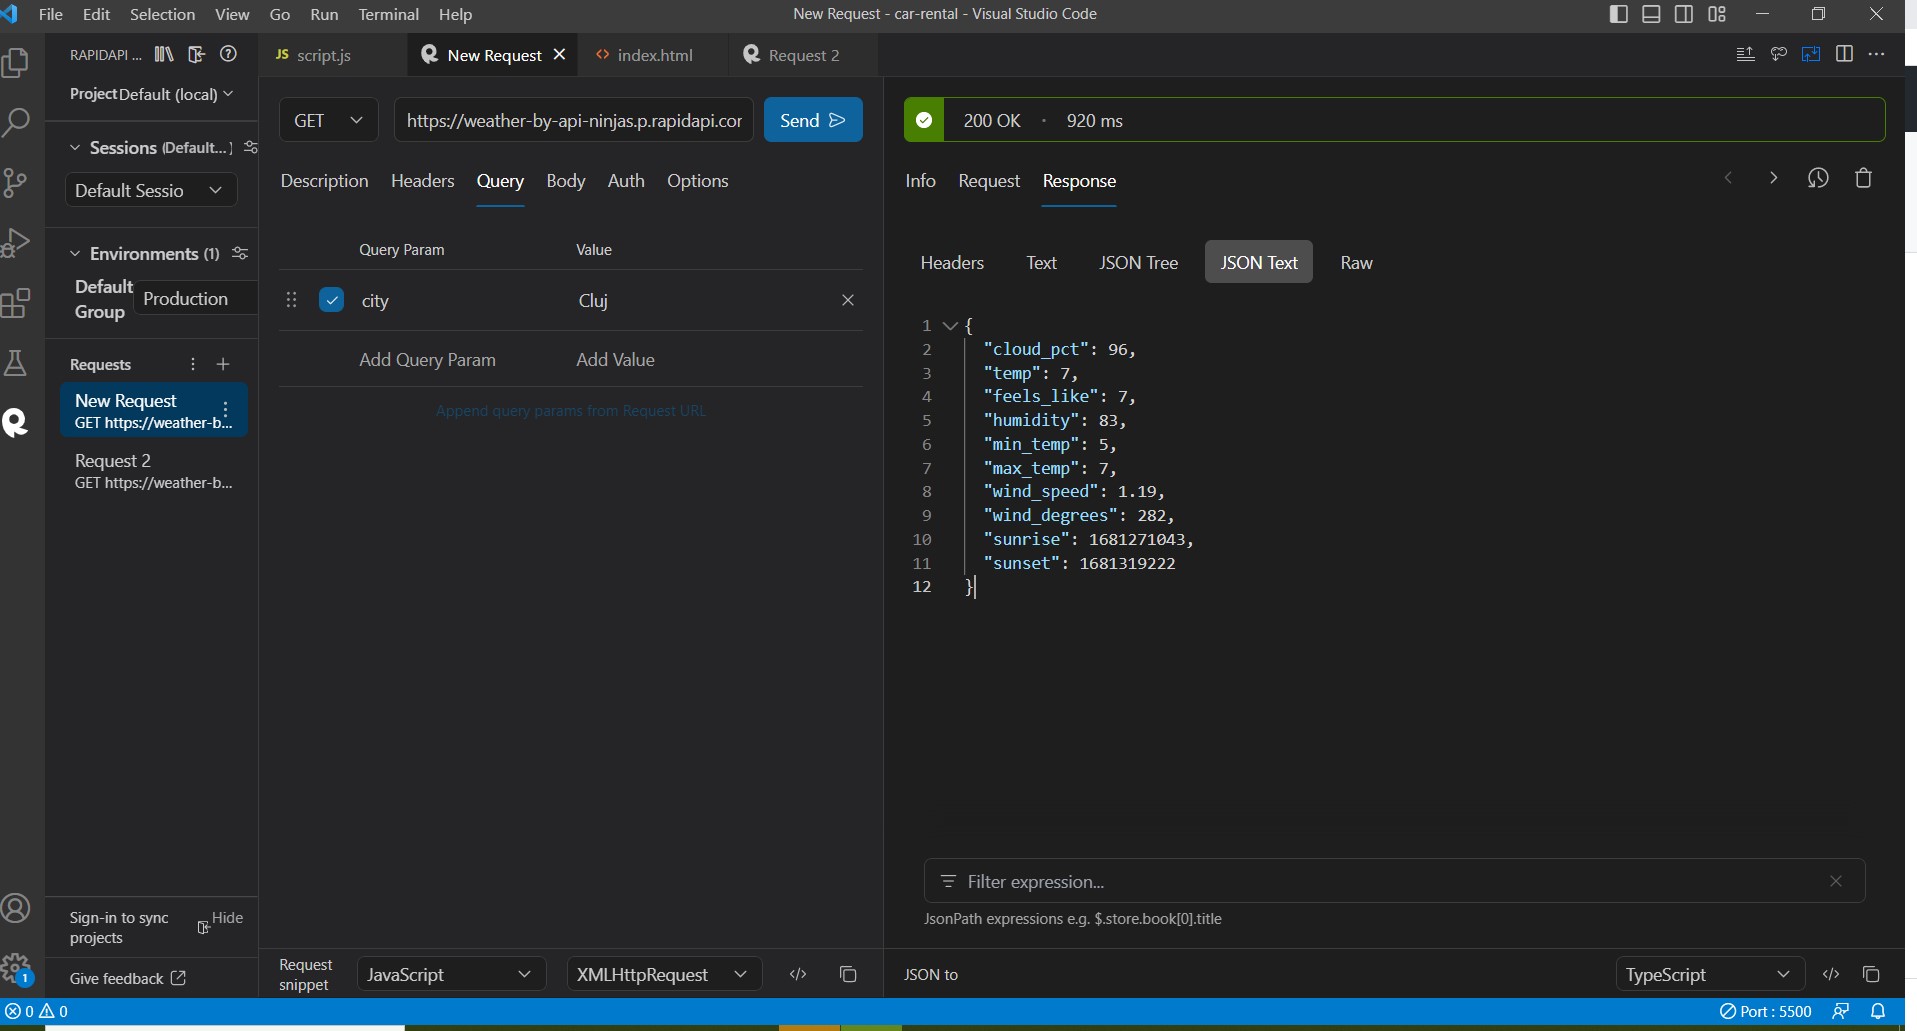 File Edit Selection View Go Run Terminal Help
New Request - car-rental - Visual Studio Code
RAPIDAPI ...
JS script.js
New Request
<> index.html
Request 2
Project Default (local)
Sessions (Default...)
Default Sessio
Environments (1)
Default Group
Production
Requests
New Request
GET https://weather-b...
Request 2
GET https://weather-b...
Sign-in to sync projects
Hide
Give feedback
GET
https://weather-by-api-ninjas.p.rapidapi.cor
Send
Description Headers Query Body Auth Options
Query Param Value
city Cluj
Add Query Param Add Value
Append query params from Request URL
Request snippet
JavaScript
XMLHttpRequest
</>
200 OK · 920 ms
Info Request Response
Headers Text JSON Tree JSON Text Raw
1 {
2 "cloud_pct": 96,
3 "temp": 7,
4 "feels_like": 7,
5 "humidity": 83,
6 "min_temp": 5,
7 "max_temp": 7,
8 "wind_speed": 1.19,
9 "wind_degrees": 282,
10 "sunrise": 1681271043,
11 "sunset": 1681319222
12 }
Filter expression...
JsonPath expressions e.g. $.store.book[0].title
JSON to
TypeScript
</>
1
0 0
Port : 5500